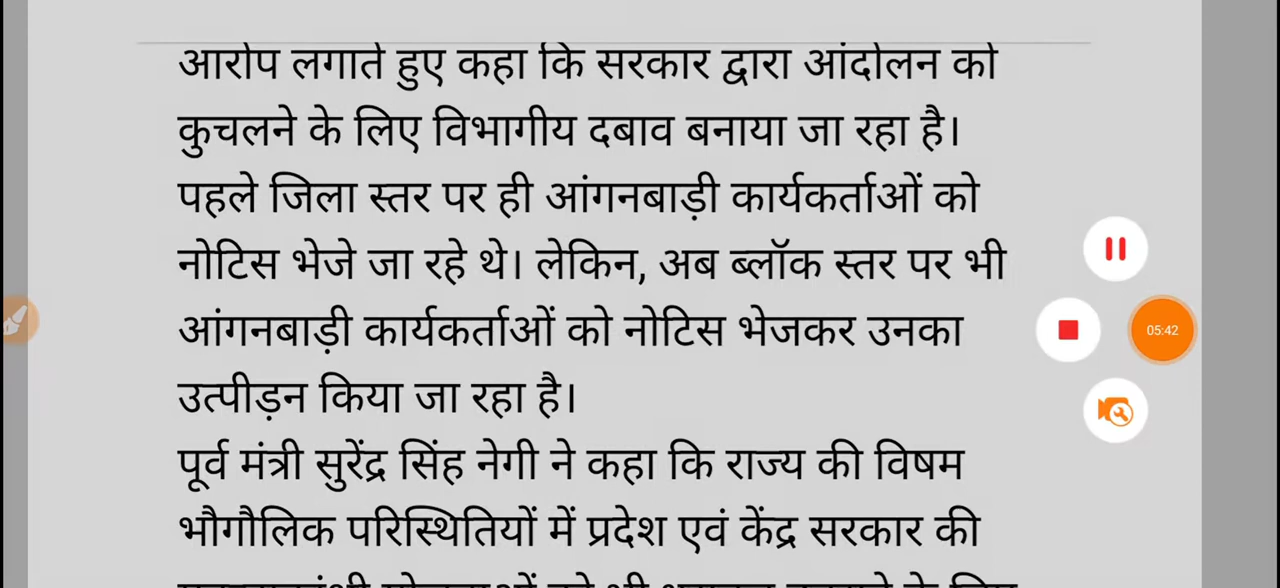 आरोप लगाते हुए कहा कि सरकार द्वारा आंदोलन को
कुचलने के लिए विभागीय दबाव बनाया जा रहा है।
पहले जिला स्तर पर ही आंगनबाड़ी कार्यकर्ताओं को
नोटिस भेजे जा रहे थे। लेकिन, अब ब्लॉक स्तर पर भी
आंगनबाड़ी कार्यकर्ताओं को नोटिस भेजकर उनका
उत्पीड़न किया जा रहा है।
पूर्व मंत्री सुरेंद्र सिंह नेगी ने कहा कि राज्य की विषम
भौगौलिक परिस्थितियों में प्रदेश एवं केंद्र सरकार की
05:42